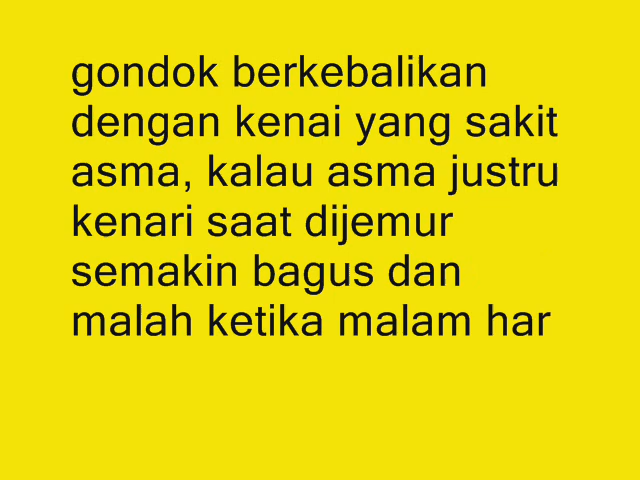 gondok berkebalikan
dengan kenai yang sakit
asma, kalau asma justru
kenari saat dijemur
semakin bagus dan
malah ketika malam har